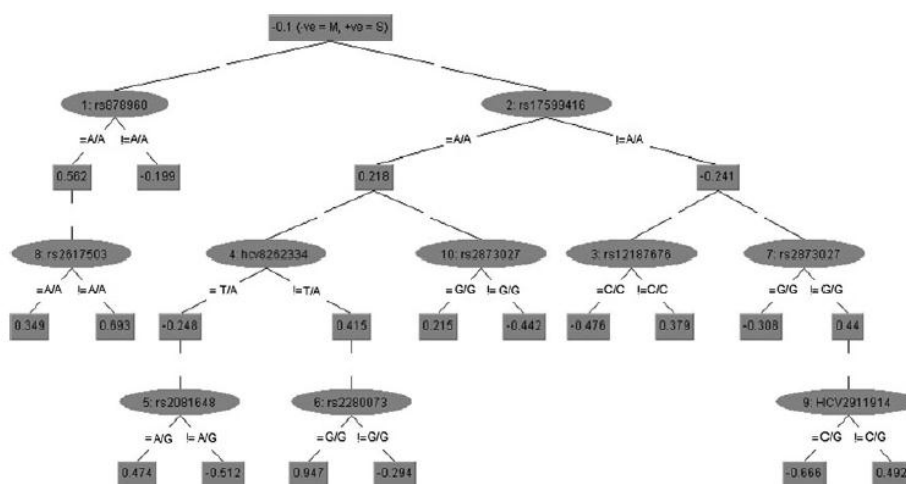 -0.1 (-ve = M, +ve = S)
1: rs878960
2: rs17599416
=A/A !=A/A
=A/A !=A/A
0.562 -0.199
0.218
-0.241
8: rs2617503
4: hcv8262334
10: rs2873027
3: rs12187676
7: rs2873027
=A/A !=A/A
=T/A !=T/A
=G/G !=G/G
=C/C !=C/C
=G/G !=G/G
0.349 0.693
-0.248 0.415
0.215 -0.442
-0.476 0.379
-0.308 0.44
5: rs2081648
6: rs2280073
9: HCV2911914
=A/G !=A/G
=G/G !=G/G
=C/G !=C/G
0.474 -0.512
0.947 -0.294
-0.666 0.492